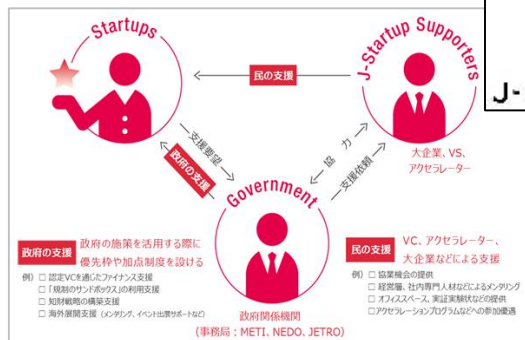 Startups
J-Startup Supporters
J-
民の支援
大企業、VS、
アクセラレーター
支援要望
政府の支援
協力
支援依頼
Government
政府関係機関
(事務局:METI、NEDO、JETRO)
政府の支援
政府の施策を活用する際に
優先枠や加点制度を設ける
例) □ 認定VCを通じたファイナンス支援
□ 「規制のサンドボックス」の利用支援
□ 知財戦略の構築支援
□ 海外展開支援 (メンタリング、イベント出展サポートなど)
民の支援
VC、アクセラレーター、
大企業などによる支援
例) □ 協業機会の提供
□ 経営層、社内専門人材などによるメンタリング
□ オフィススペース、実証実験状などの提供
□ アクセラレーションプログラムなどへの参加優遇